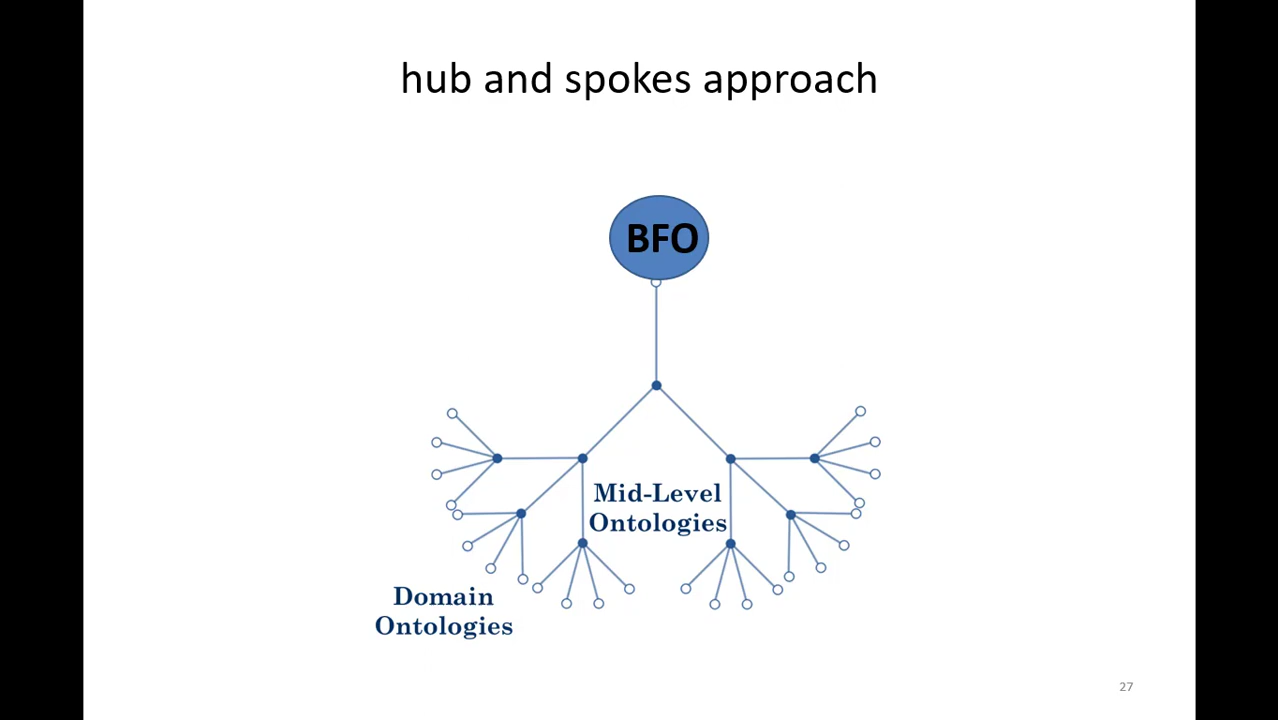 hub and spokes approach
BFO
Mid-Level
Ontologies
Domain
Ontologies
27